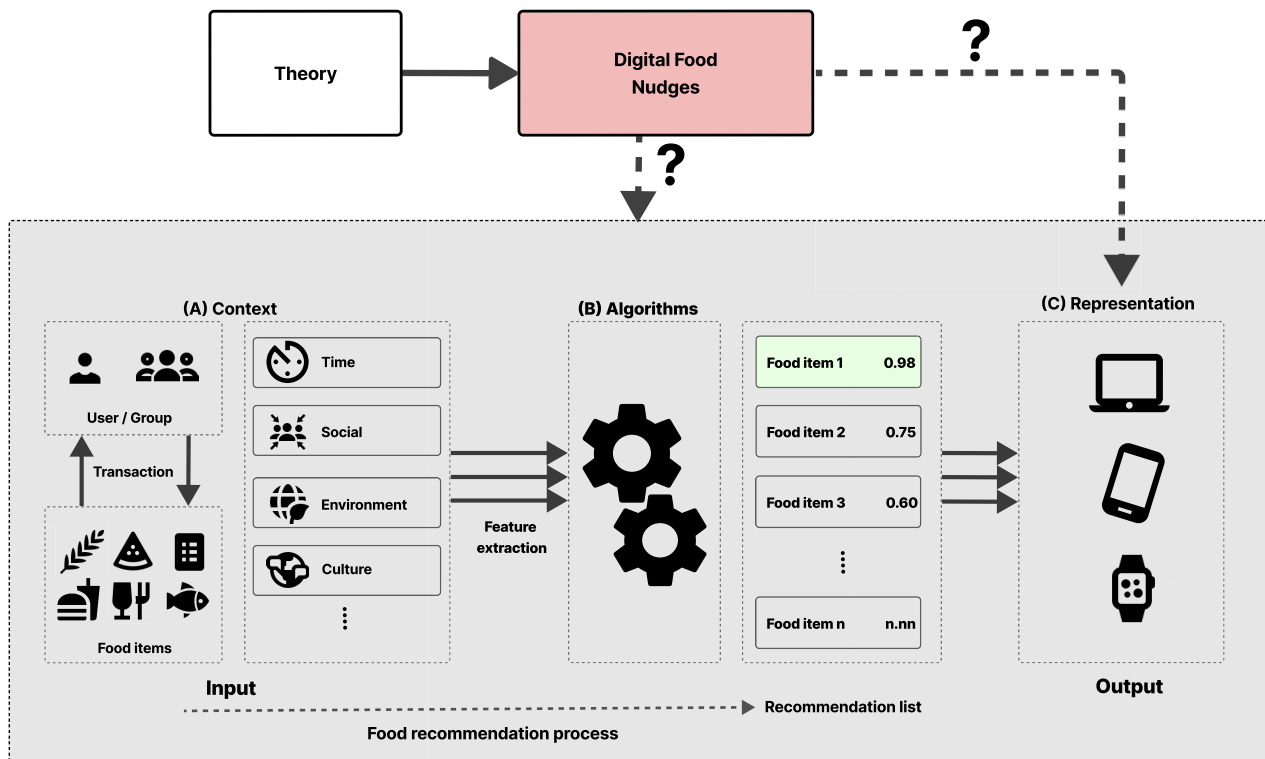 Theory
Digital Food
Nudges
?
?
(A) Context
(B) Algorithms
(C) Representation
User / Group
Transaction
Food items
Time
Social
Environment
Culture
Feature
extraction
Food item 1 0.98
Food item 2 0.75
Food item 3 0.60
Food item n n.nn
Input
Output
Recommendation list
Food recommendation process